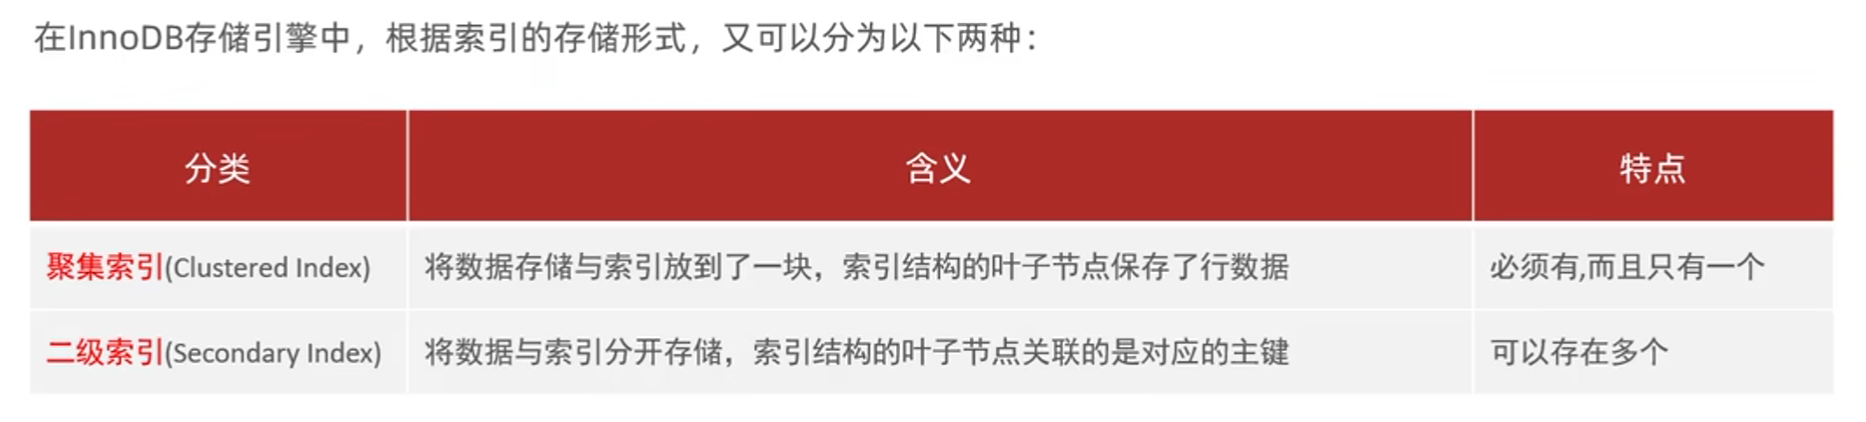 在InnoDB存储引擎中，根据索引的存储形式，又可以分为以下两种：
分类 含义 特点
聚集索引(Clustered Index) 将数据存储与索引放到了一块，索引结构的叶子节点保存了行数据 必须有,而且只有一个
二级索引(Secondary Index) 将数据与索引分开存储，索引结构的叶子节点关联的是对应的主键 可以存在多个